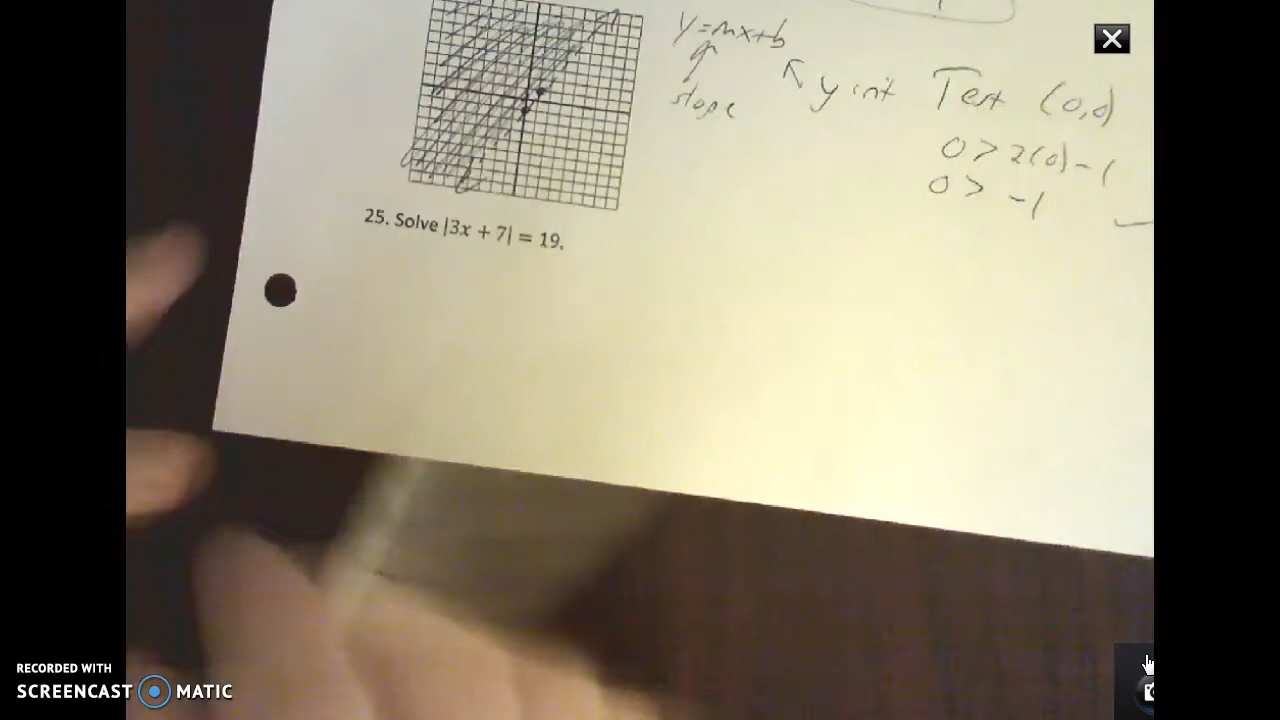 y=mx+b
slope
y int
Test (0,0)
0 > 2(0) - 1
0 > -1
25. Solve |3x + 7| = 19.
RECORDED WITH
SCREENCAST MATIC